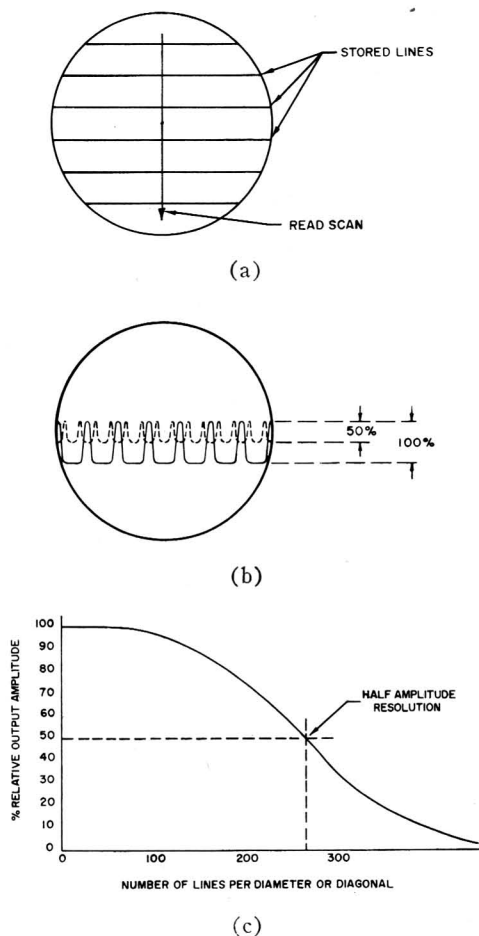 STORED LINES
READ SCAN
(a)
50%
100%
(b)
% RELATIVE OUTPUT AMPLITUDE
100
90
80
70
60
50
40
30
20
10
0
HALF AMPLITUDE
RESOLUTION
0 100 200 300
NUMBER OF LINES PER DIAMETER OR DIAGONAL
(c)